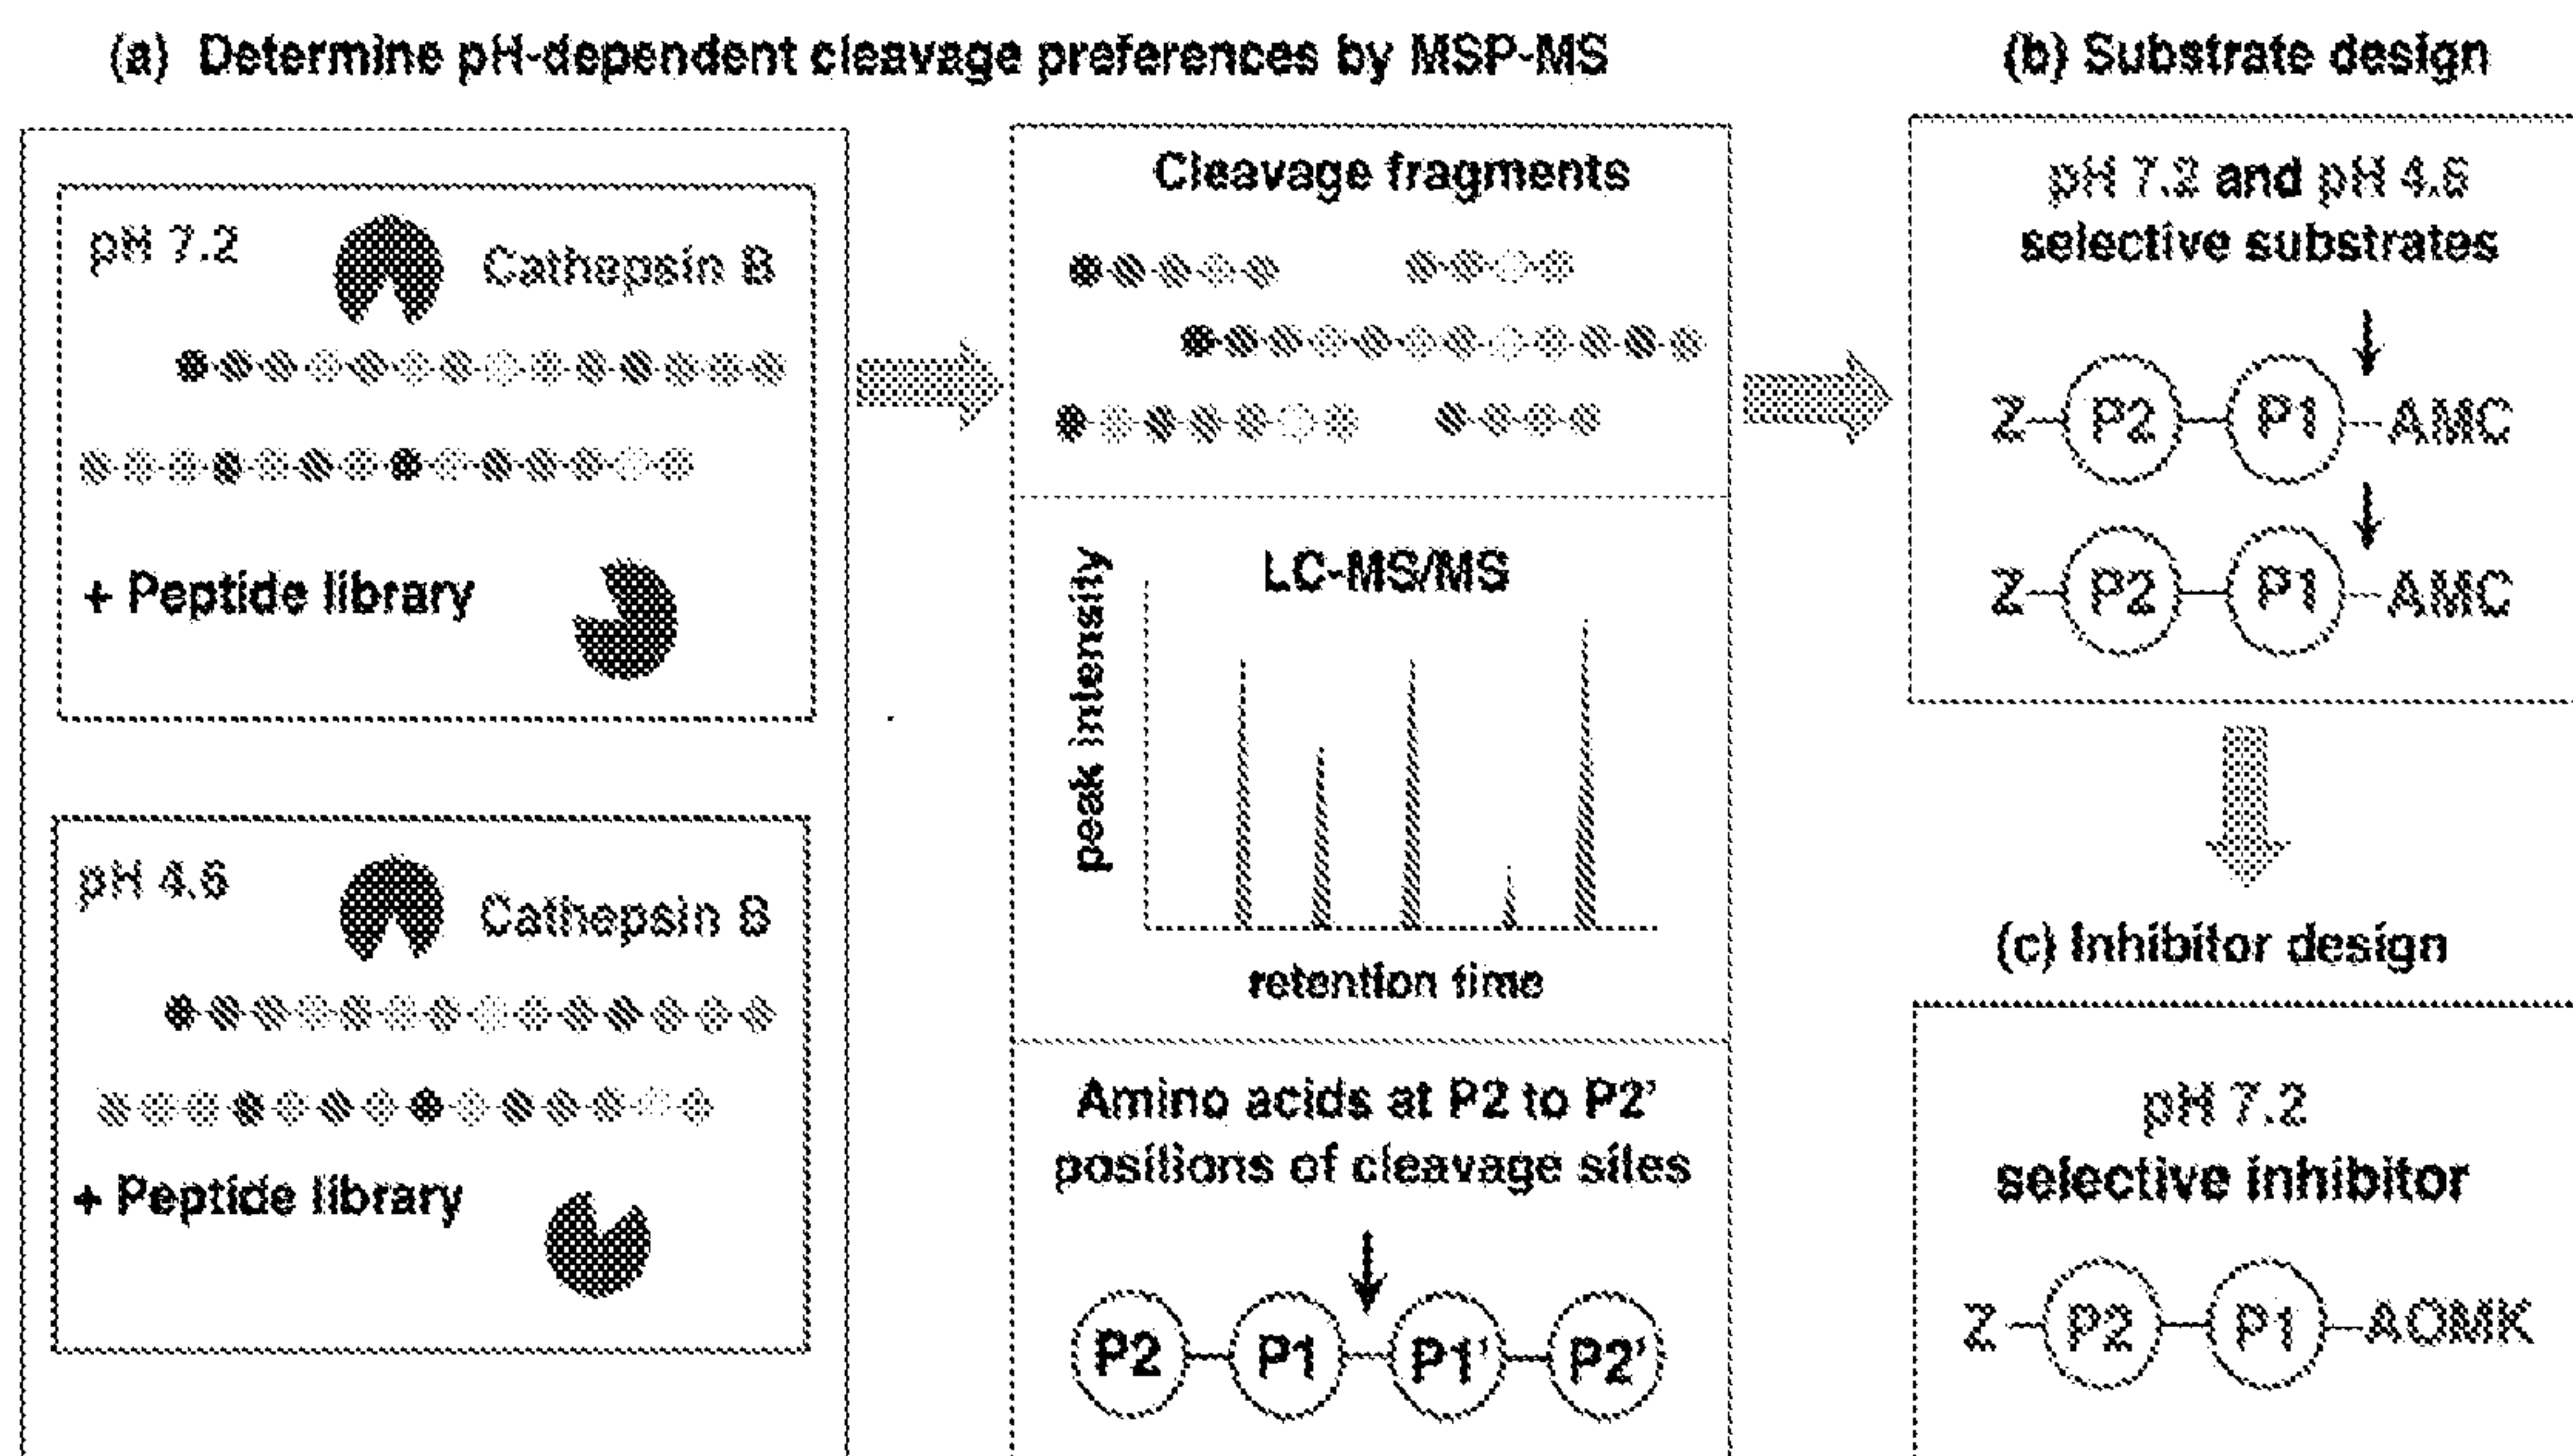 (a) Determine pH-dependent cleavage preferences by MSP-MS
pH 7.2
Cathepsin B
+ Peptide library
pH 4.6
Cathepsin B
+ Peptide library
Cleavage fragments
LC-MS/MS
peak intensity
retention time
Amino acids at P2 to P2'
positions of cleavage sites
P2 P1 P1' P2'
(b) Substrate design
pH 7.2 and pH 4.6
selective substrates
Z P2 P1 AMC
Z P2 P1 AMC
(c) Inhibitor design
pH 7.2
selective inhibitor
Z P2 P1 AOMK